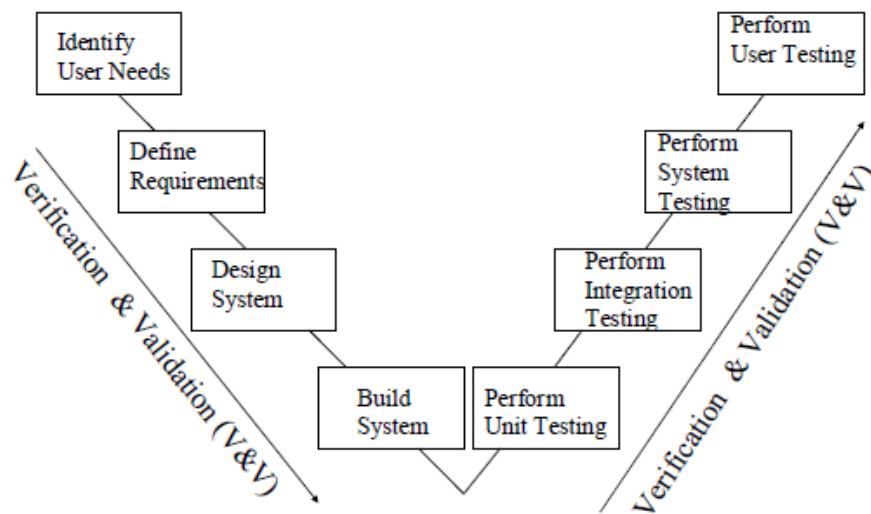 Identify
User Needs
Perform
User Testing
Define
Requirements
Perform
System
Testing
Design
System
Perform
Integration
Testing
Build
System
Perform
Unit Testing
Verification & Validation (V&V)
Verification & Validation (V&V)